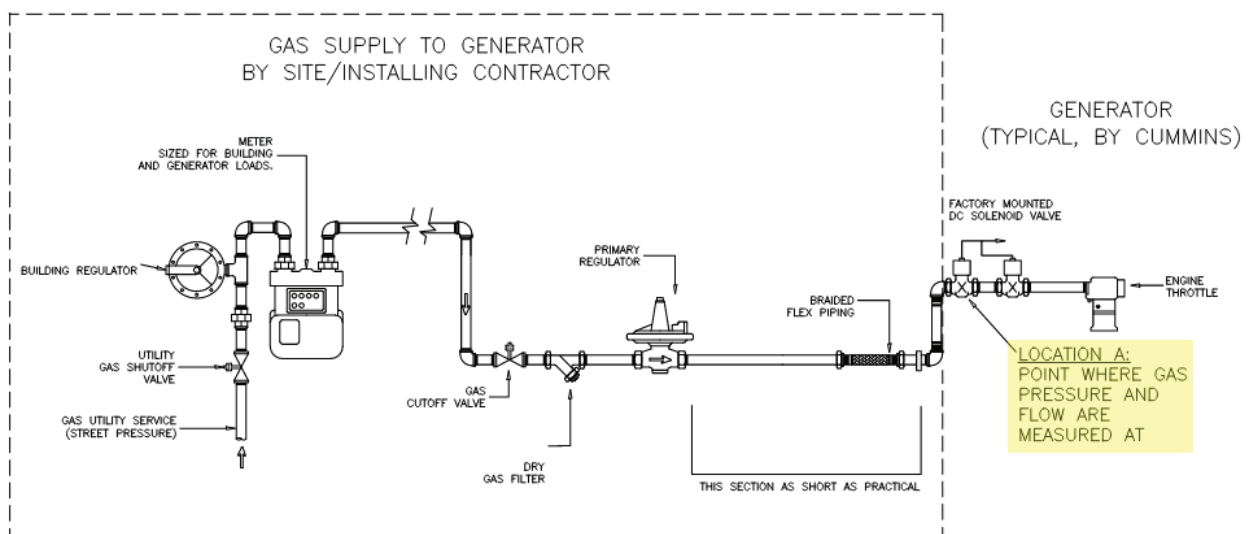 GAS SUPPLY TO GENERATOR
BY SITE/INSTALLING CONTRACTOR
GENERATOR
(TYPICAL, BY CUMMINS)
METER
SIZED FOR BUILDING
AND GENERATOR LOADS.
FACTORY MOUNTED
DC SOLENOID VALVE
BUILDING REGULATOR
PRIMARY
REGULATOR
BRAIDED
FLEX PIPING
ENGINE
THROTTLE
UTILITY
GAS SHUTOFF
VALVE
GAS
CUTOFF VALVE
LOCATION A:
POINT WHERE GAS
PRESSURE AND
FLOW ARE
MEASURED AT
GAS UTILITY SERVICE
(STREET PRESSURE)
DRY
GAS FILTER
THIS SECTION AS SHORT AS PRACTICAL